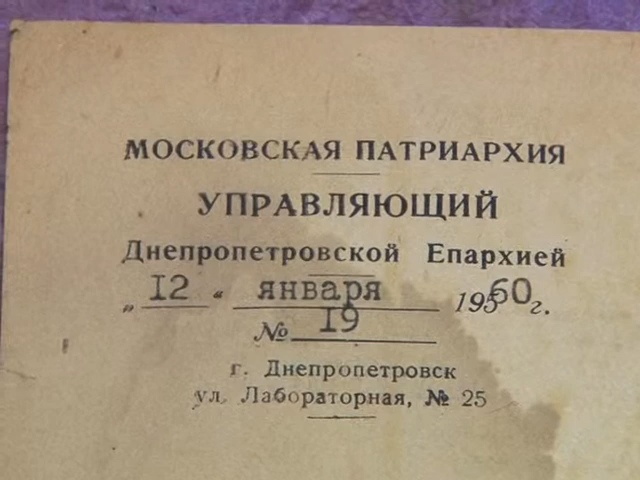 МОСКОВСКАЯ ПАТРИАРХИЯ
УПРАВЛЯЮЩИЙ
Днепропетровской Епархией
„ 12 “ января 1960 г.
№ 19
г. Днепропетровск
ул. Лабораторная, № 25